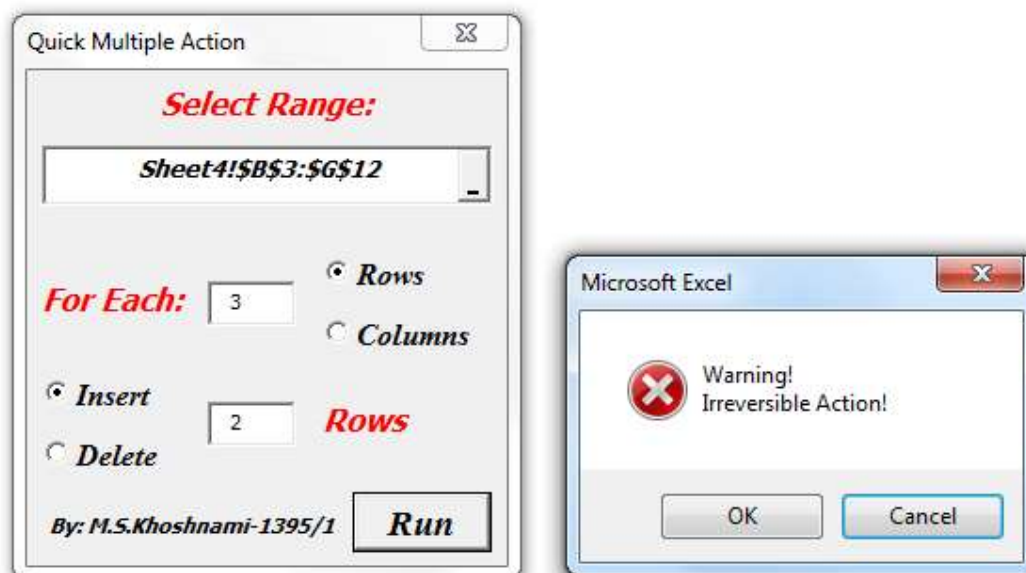 Quick Multiple Action
Select Range:
Sheet4!$B$3:$G$12
For Each:
3
Rows
Columns
Insert
Delete
2
Rows
By: M.S.Khoshnami-1395/1
Run
Microsoft Excel
Warning!
Irreversible Action!
OK
Cancel